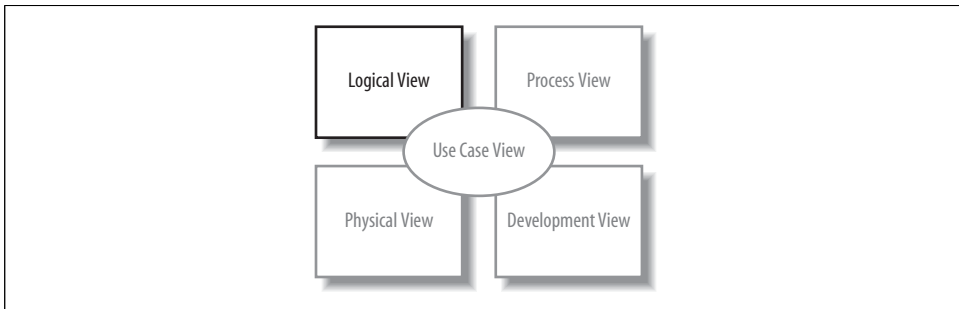 Logical View
Process View
Use Case View
Physical View
Development View